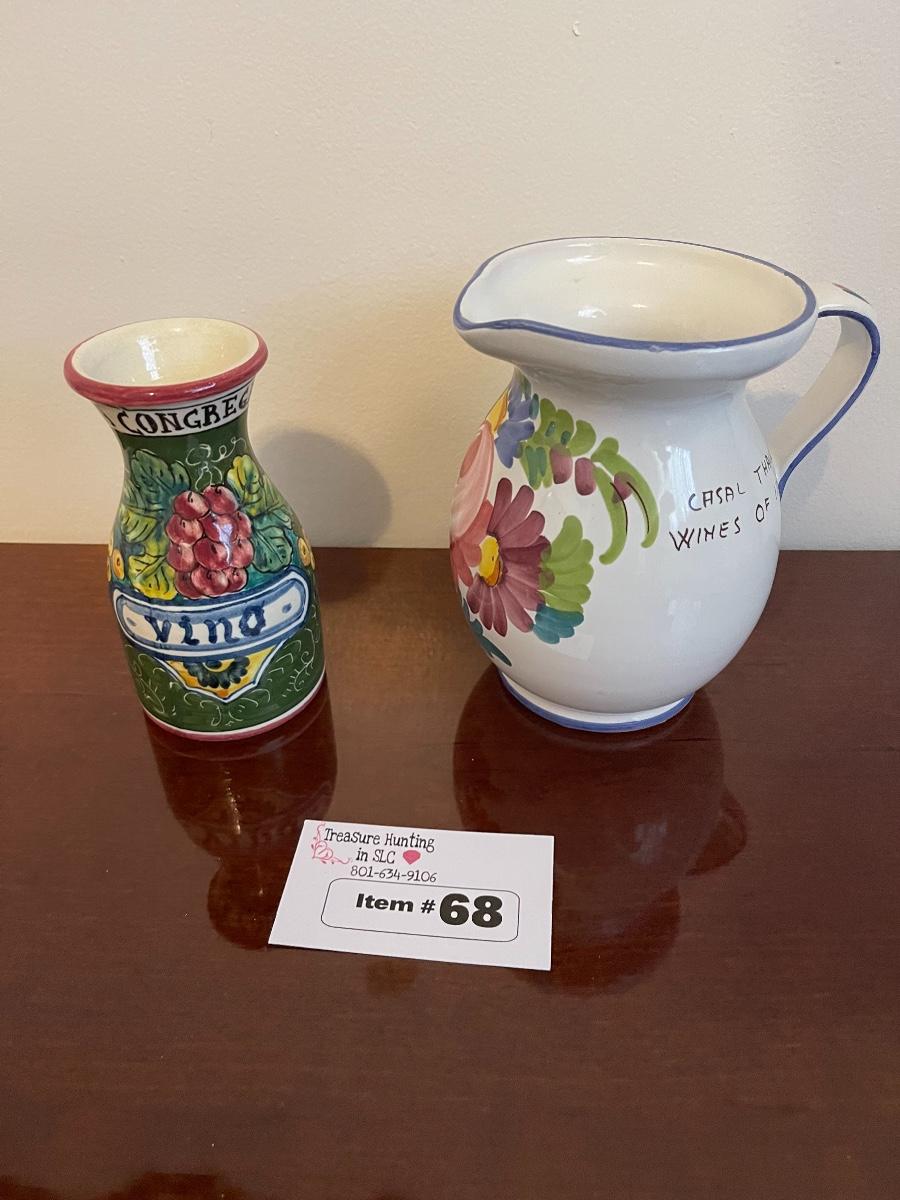 CONGREG
vino
CASAL THA
WINES OF
Treasure Hunting
in SLC
801-634-9106
Item # 68